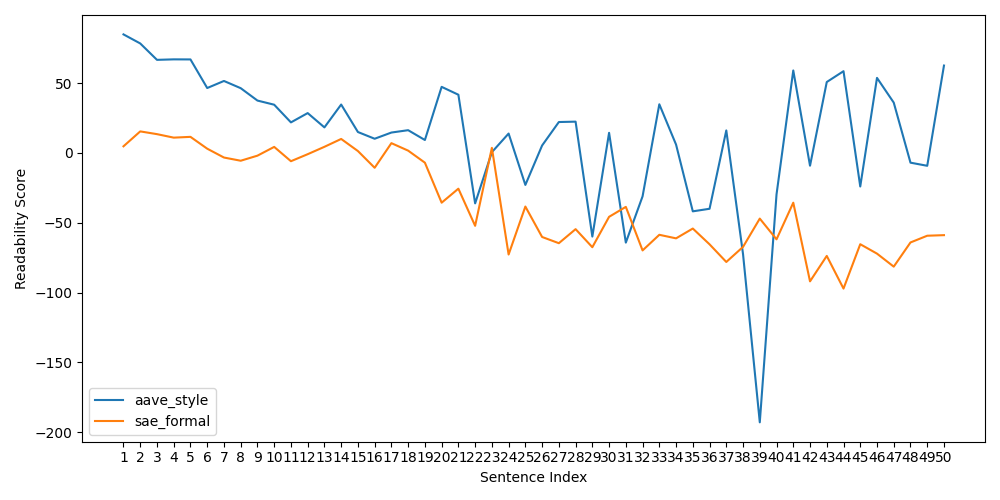 Readability Score
50
0
−50
−100
−150
−200
aave_style
sae_formal
1 2 3 4 5 6 7 8 9 10 11 12 13 14 15 16 17 18 19 20 21 22 23 24 25 26 27 28 29 30 31 32 33 34 35 36 37 38 39 40 41 42 43 44 45 46 47 48 49 50
Sentence Index